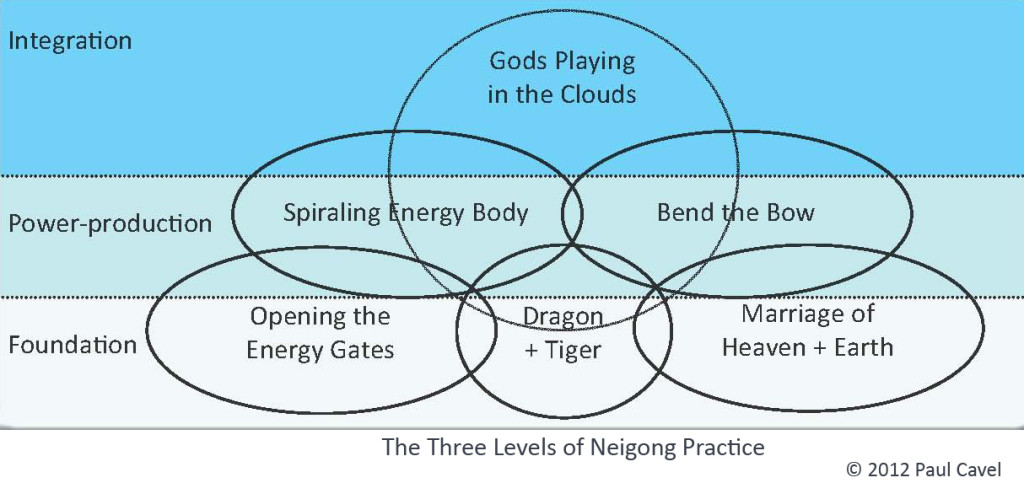 Integration
Gods Playing
in the Clouds
Power-production
Spiraling Energy Body
Bend the Bow
Foundation
Opening the
Energy Gates
Dragon
+ Tiger
Marriage of
Heaven + Earth
The Three Levels of Neigong Practice
© 2012 Paul Cavel